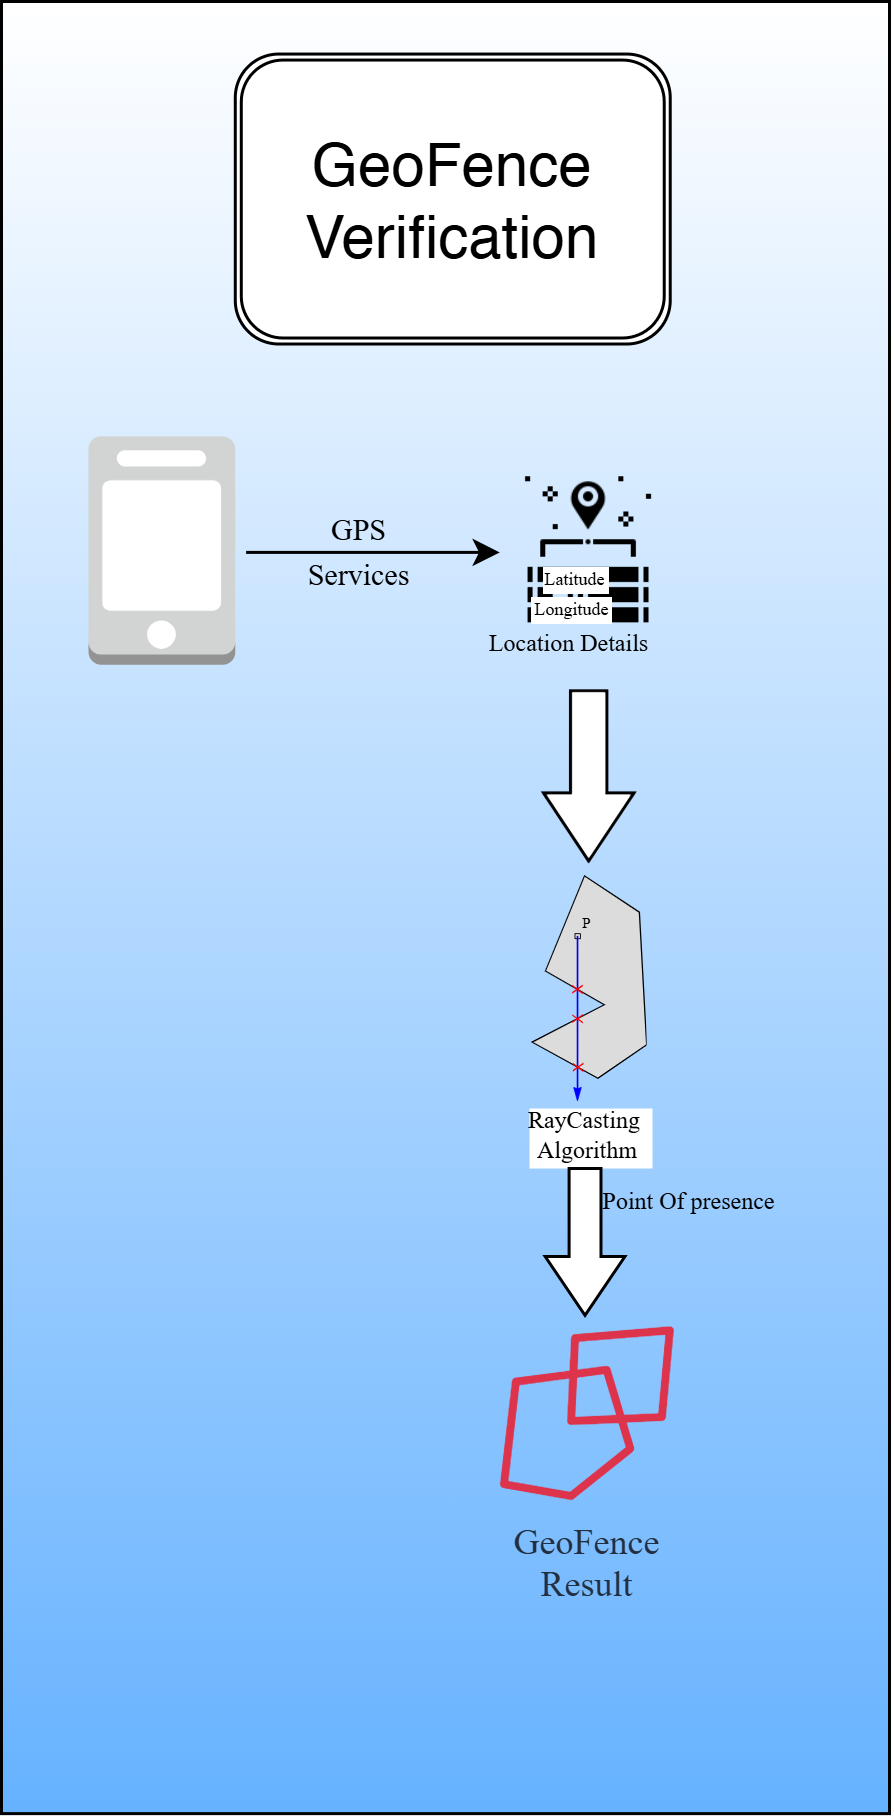 GeoFence
Verification
GPS
Services
Latitude
Longitude
Location Details
P
RayCasting
Algorithm
Point Of presence
GeoFence
Result